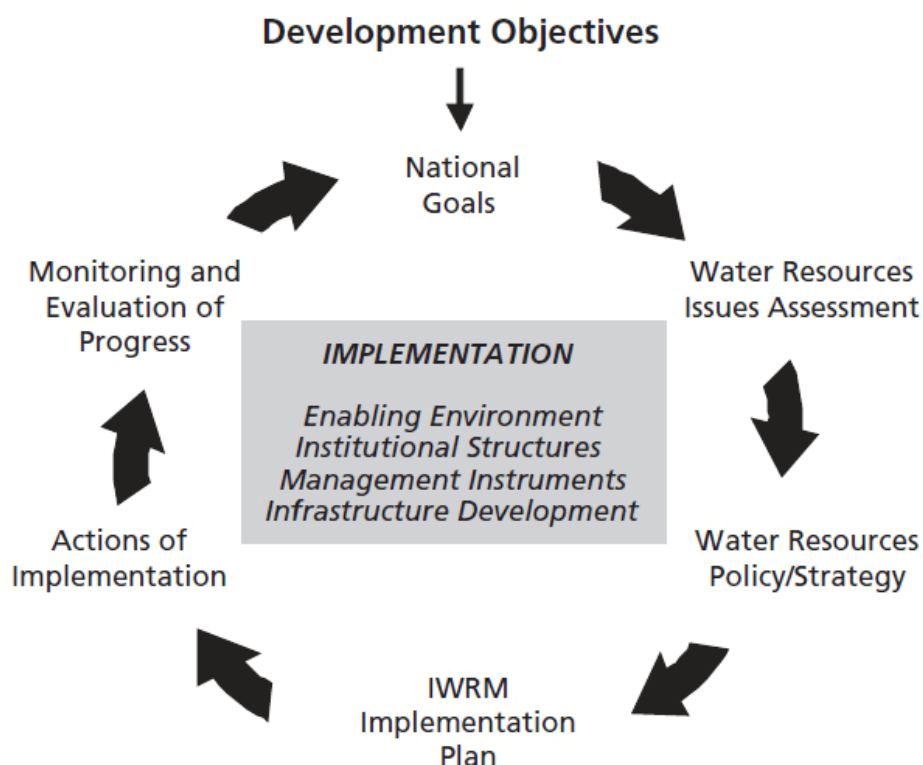 Development Objectives
National
Goals
Water Resources
Issues Assessment
Water Resources
Policy/Strategy
IWRM
Implementation
Plan
Actions of
Implementation
Monitoring and
Evaluation of
Progress
IMPLEMENTATION
Enabling Environment
Institutional Structures
Management Instruments
Infrastructure Development